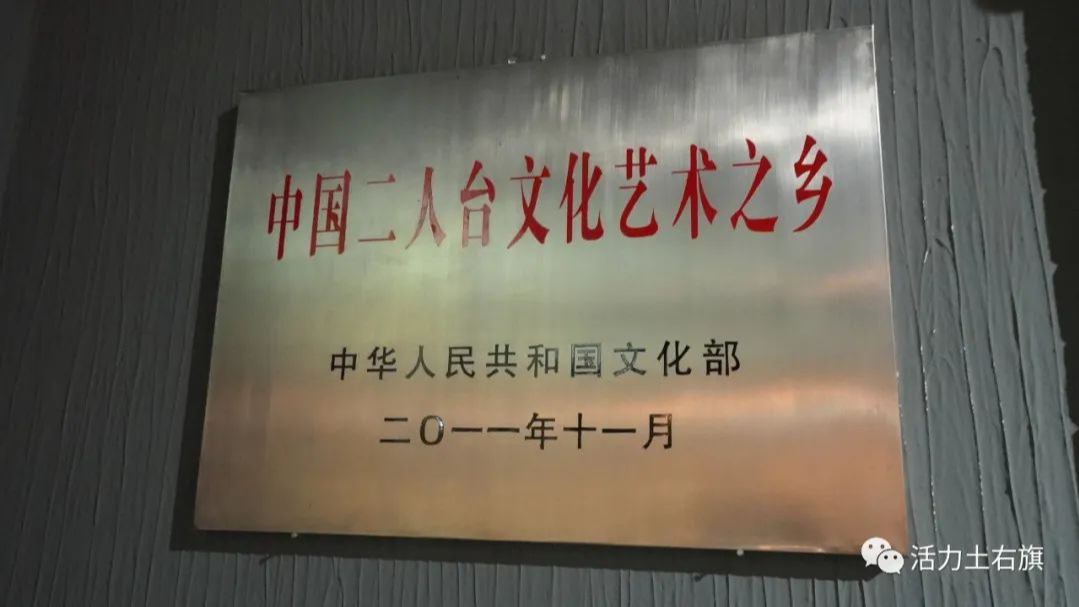 中国二人台文化艺术之乡
中华人民共和国文化部
二〇一一年十一月
活力土右旗